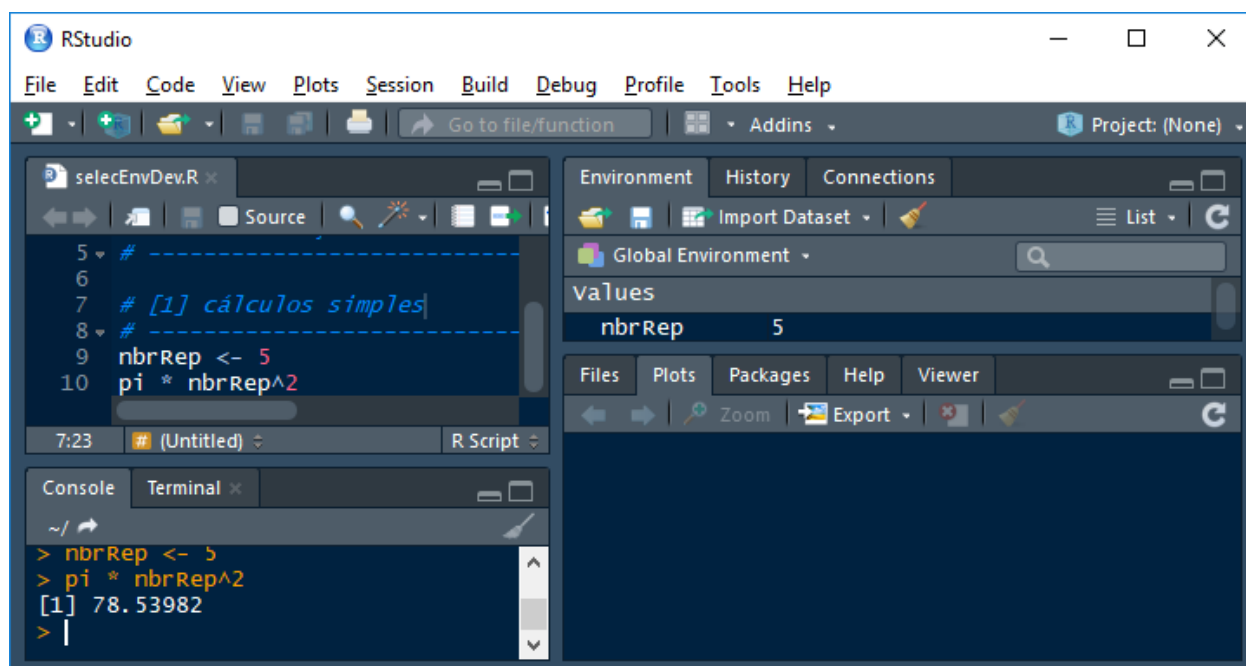 RStudio
File Edit Code View Plots Session Build Debug Profile Tools Help
Go to file/function Addins Project: (None)
selecEnvDev.R
Source
5 # ----------------------------
6
7 # [1] cálculos simples
8 # ----------------------------
9 nbrRep <- 5
10 pi * nbrRep^2
7:23 # (Untitled) R Script
Console Terminal
~/
> nbrRep <- 5
> pi * nbrRep^2
[1] 78.53982
>
Environment History Connections
Import Dataset List
Global Environment
Values
nbrRep 5
Files Plots Packages Help Viewer
Zoom Export